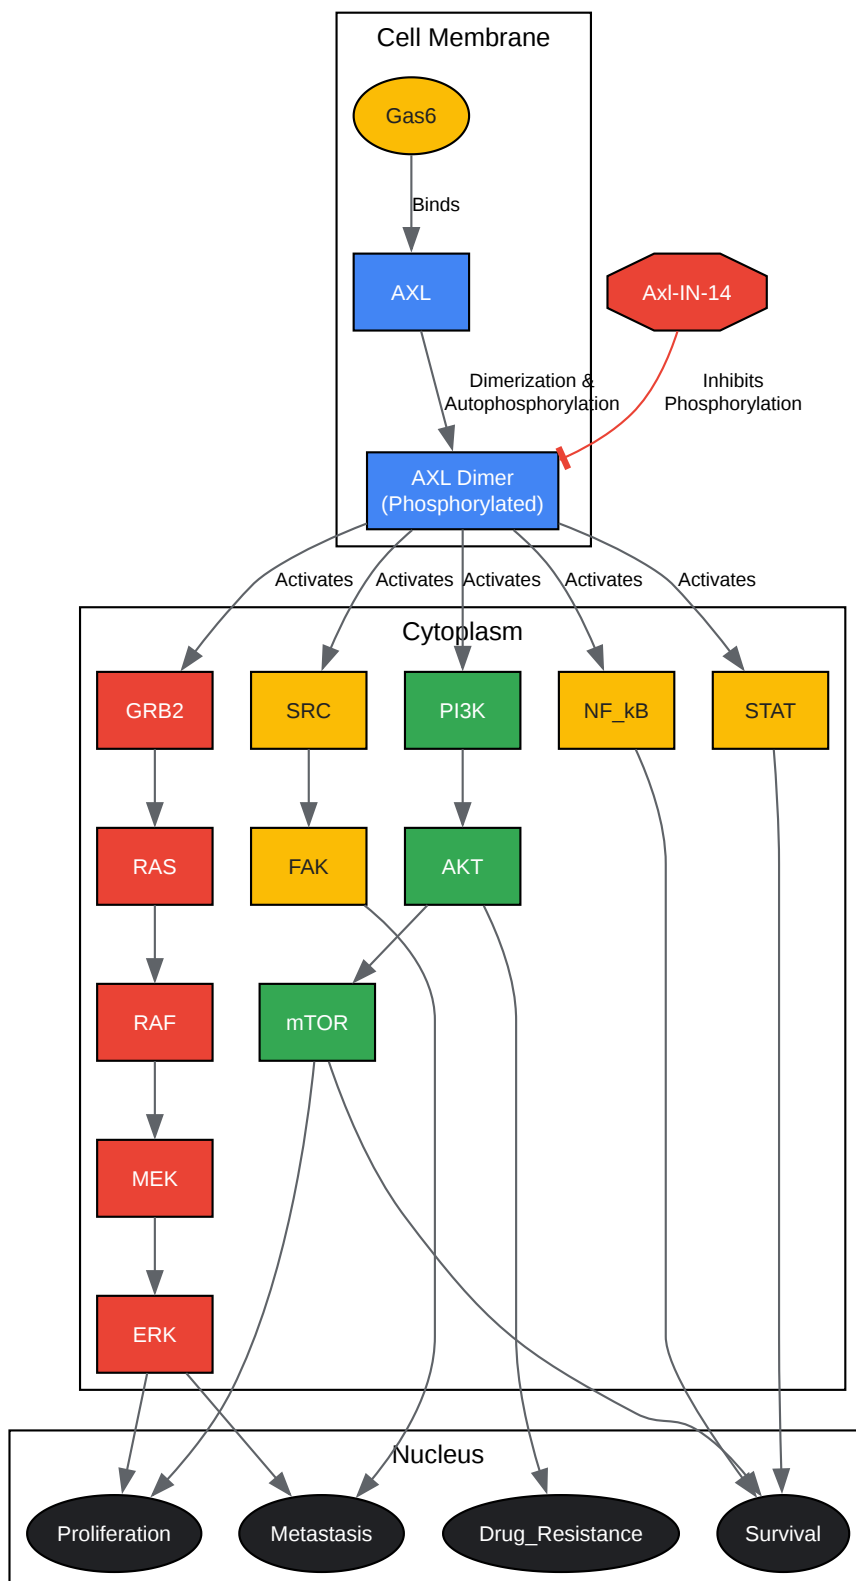 Cell Membrane
Gas6
Binds
AXL
Axl-IN-14
Dimerization &
Autophosphorylation
Inhibits
Phosphorylation
AXL Dimer
(Phosphorylated)
Activates
Activates
Activates
Activates
Activates
Cytoplasm
GRB2
SRC
PI3K
NF_kB
STAT
RAS
FAK
AKT
RAF
mTOR
MEK
ERK
Nucleus
Proliferation
Metastasis
Drug_Resistance
Survival